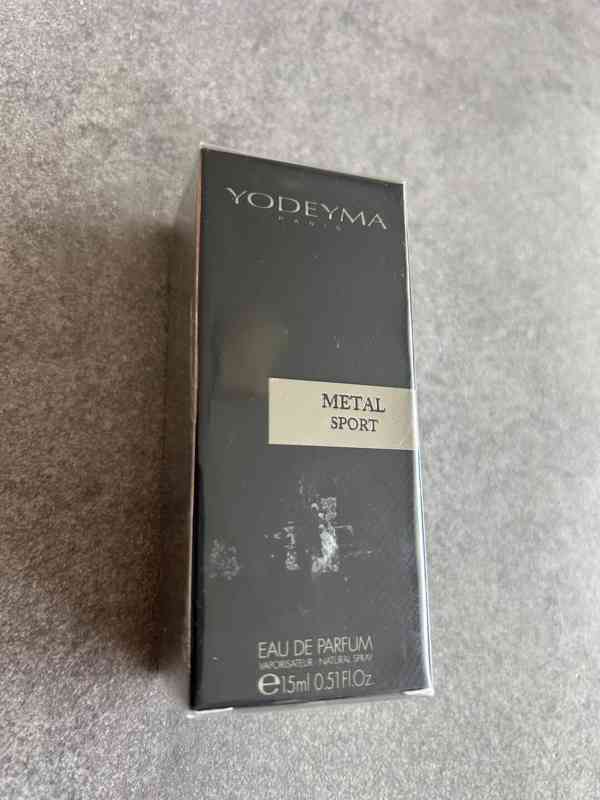 YODEYMA
PARIS
METAL
SPORT
EAU DE PARFUM
VAPORISATEUR · NATURAL SPRAY
℮15ml 0.51Fl.Oz.